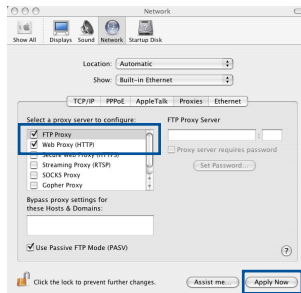 Network
Show All Displays Sound Network Startup Disk
Location: Automatic
Show: Built-in Ethernet
TCP/IP PPPoE AppleTalk Proxies Ethernet
Select a proxy server to configure:
FTP Proxy Server
FTP Proxy
Web Proxy (HTTP)
:
Secure Web Proxy (HTTPS)
Proxy server requires password
Streaming Proxy (RTSP)
SOCKS Proxy
Gopher Proxy
Set Password...
Bypass proxy settings for
these Hosts & Domains:
Use Passive FTP Mode (PASV)
?
Click the lock to prevent further changes.
Assist me...
Apply Now